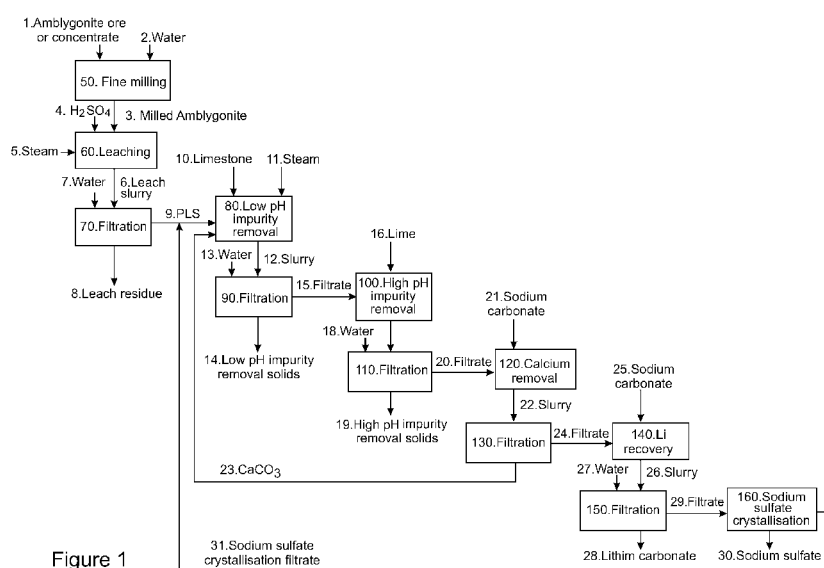 1.Amblygonite ore
or concentrate
2.Water
50. Fine milling
4. H2SO4
3. Milled Amblygonite
5.Steam
60.Leaching
10.Limestone
11.Steam
7.Water
6.Leach
slurry
9.PLS
70.Filtration
80.Low pH
impurity
removal
16.Lime
13.Water
12.Slurry
8.Leach residue
15.Filtrate
90.Filtration
100.High pH
impurity
removal
21.Sodium
carbonate
18.Water
14.Low pH impurity
removal solids
20.Filtrate
110.Filtration
120.Calcium
removal
25.Sodium
carbonate
22.Slurry
19.High pH impurity
removal solids
24.Filtrate
130.Filtration
140.Li
recovery
23.CaCO3
27.Water
26.Slurry
29.Filtrate
150.Filtration
160.Sodium
sulfate
crystallisation
31.Sodium sulfate
crystallisation filtrate
28.Lithim carbonate
30.Sodium sulfate
Figure 1